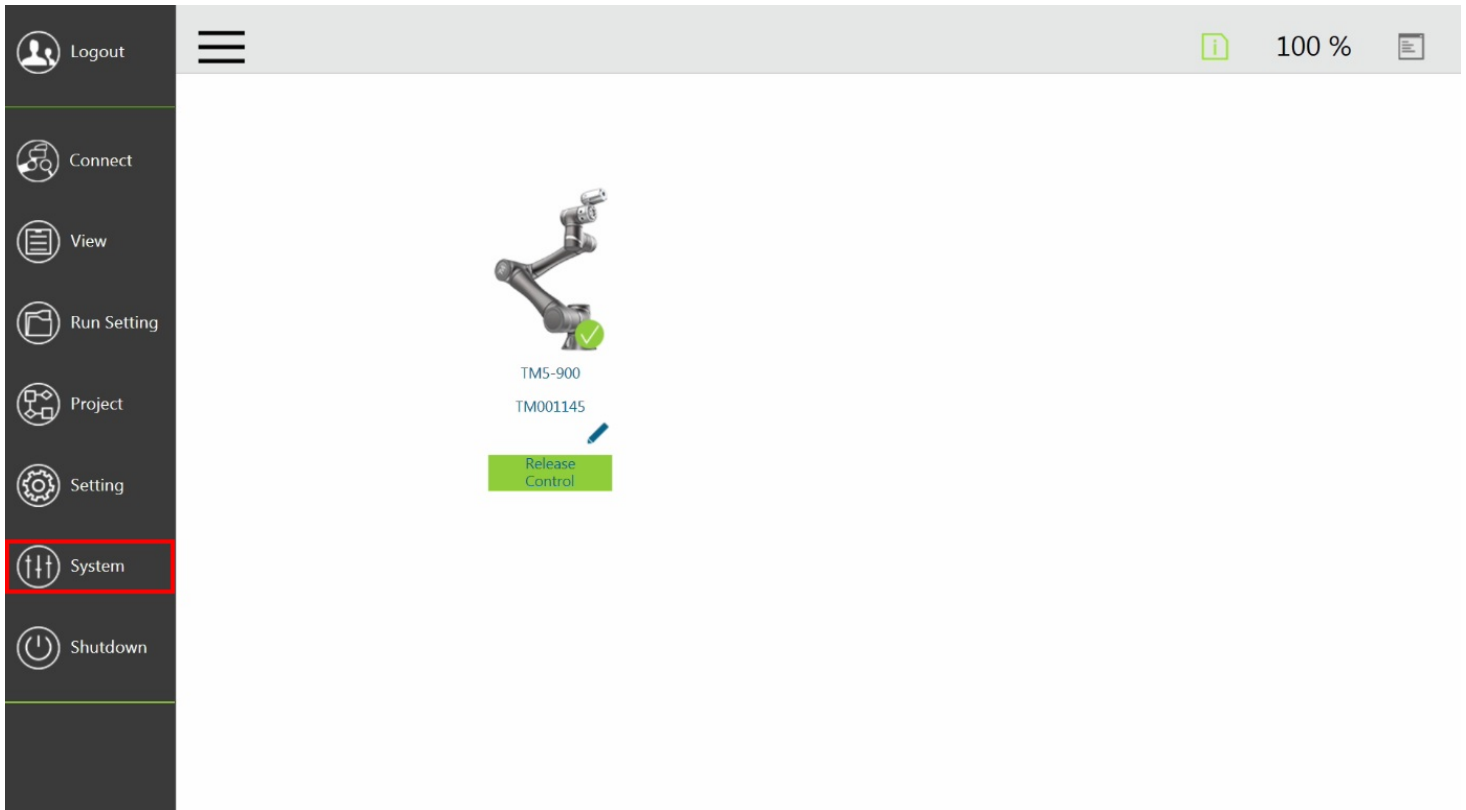 Logout
100 %
Connect
View
Run Setting
Project
Setting
System
Shutdown
TM5-900
TM001145
Release
Control